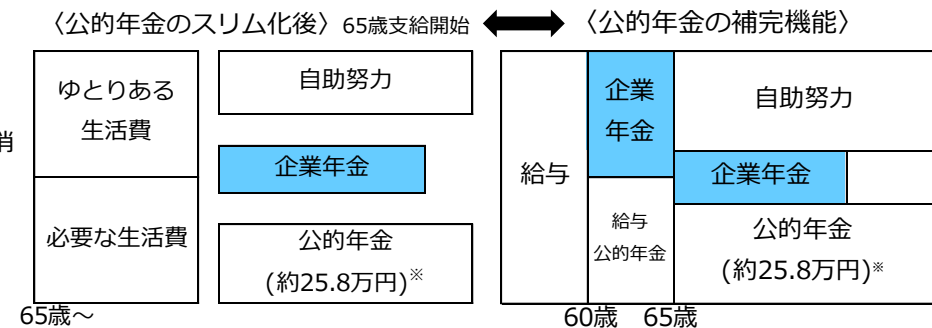 〈公的年金のスリム化後〉 65歳支給開始
〈公的年金の補完機能〉
消
ゆとりある
生活費
必要な生活費
65歳～
自助努力
企業年金
公的年金
(約25.8万円)※
給与
企業
年金
給与
公的年金
自助努力
企業年金
公的年金
(約25.8万円)※
60歳 65歳